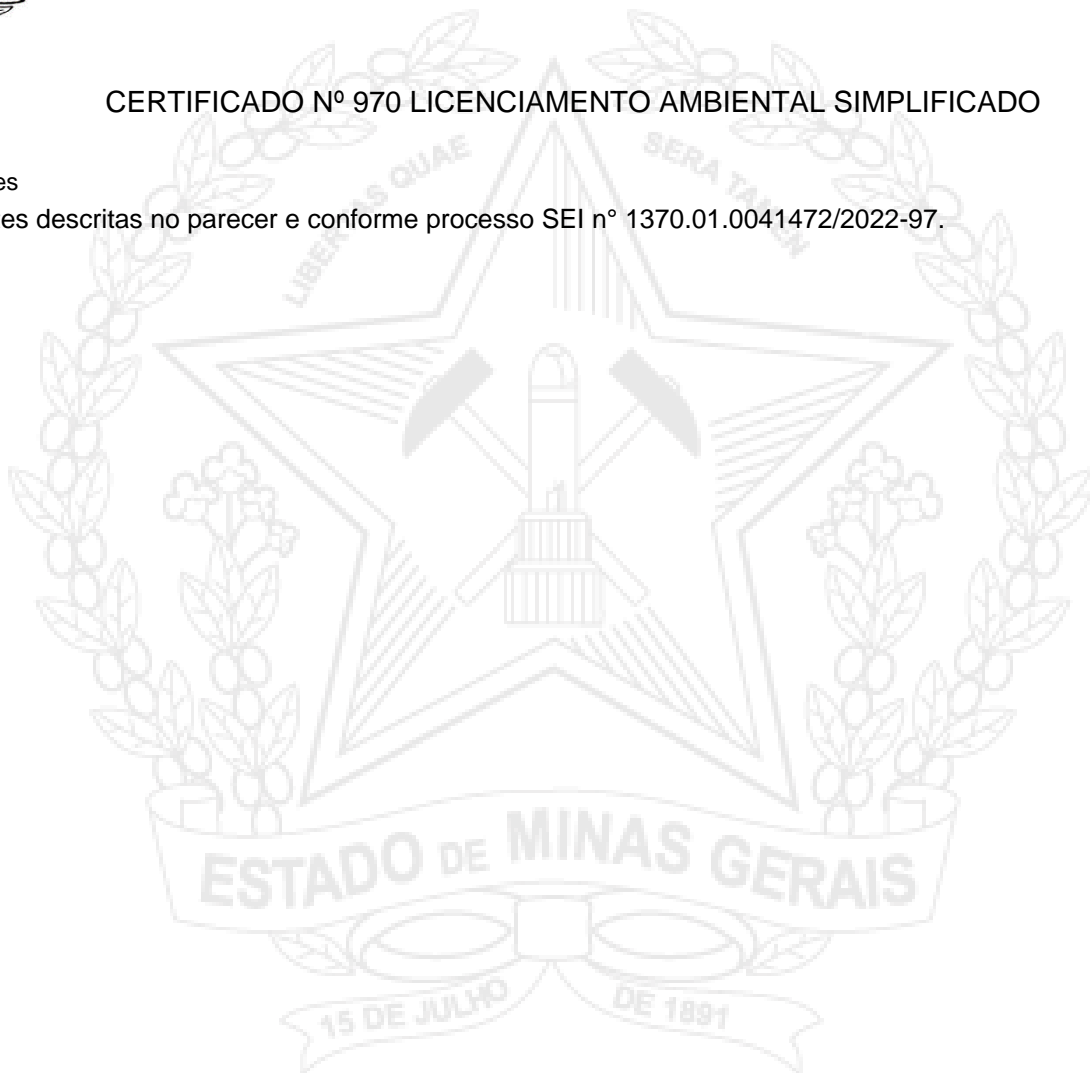 CERTIFICADO Nº 970 LICENCIAMENTO AMBIENTAL SIMPLIFICADO
es
es descritas no parecer e conforme processo SEI n° 1370.01.0041472/2022-97.
LIBERTAS QUAE SERA TAMEN
ESTADO DE MINAS GERAIS
15 DE JULHO DE 1891